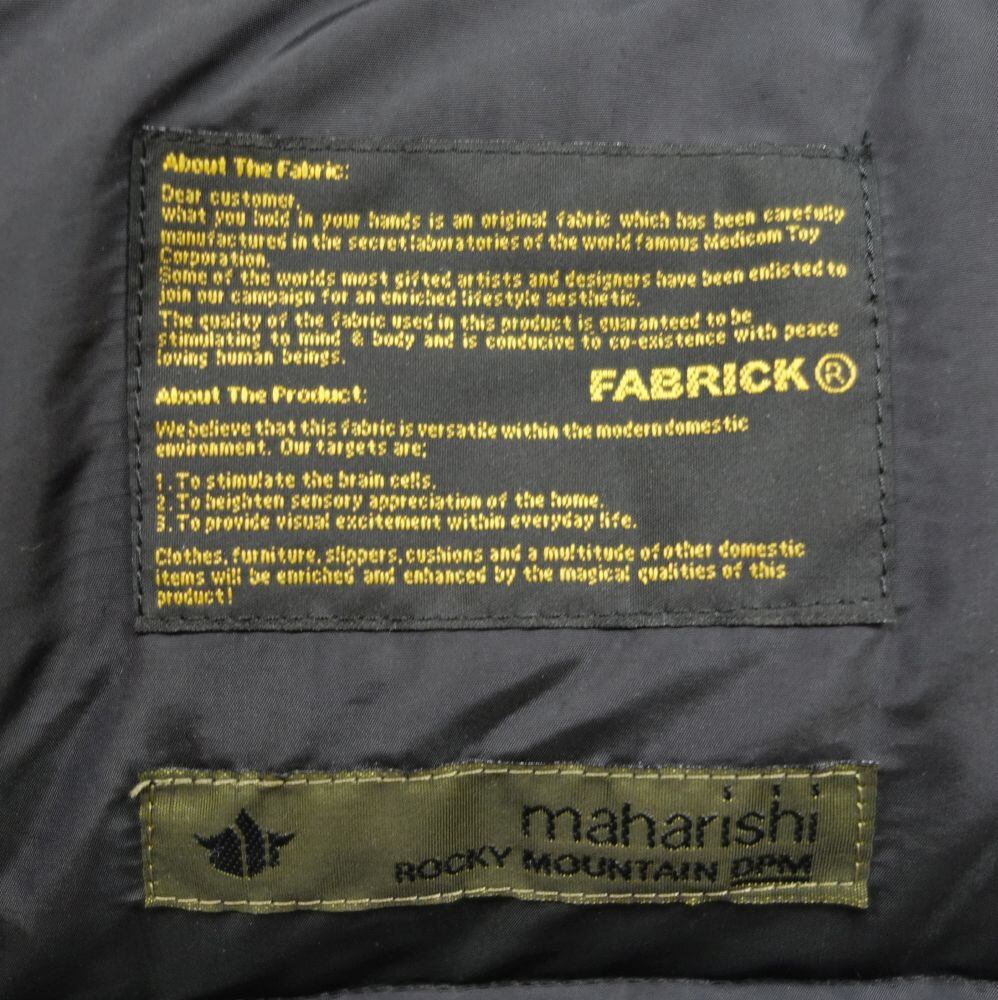 About The Fabric:
Dear customer,
What you hold in your hands is an original fabric which has been carefully
manufactured in the secret laboratories of the world famous Medicom Toy
Corporation.
Some of the worlds most gifted artists and designers have been enlisted to
join our campaign for an enriched lifestyle aesthetic.
The quality of the fabric used in this product is guaranteed to be
stimulating to mind & body and is conducive to co-existence with peace
loving human beings.
FABRICK®
About The Product:
We believe that this fabric is versatile within the modern domestic
environment. Our targets are;
1. To stimulate the brain cells.
2. To heighten sensory appreciation of the home.
3. To provide visual excitement within everyday life.
Clothes, furniture, slippers, cushions and a multitude of other domestic
items will be enriched and enhanced by the magical qualities of this
product!
maharishi
ROCKY MOUNTAIN DPM